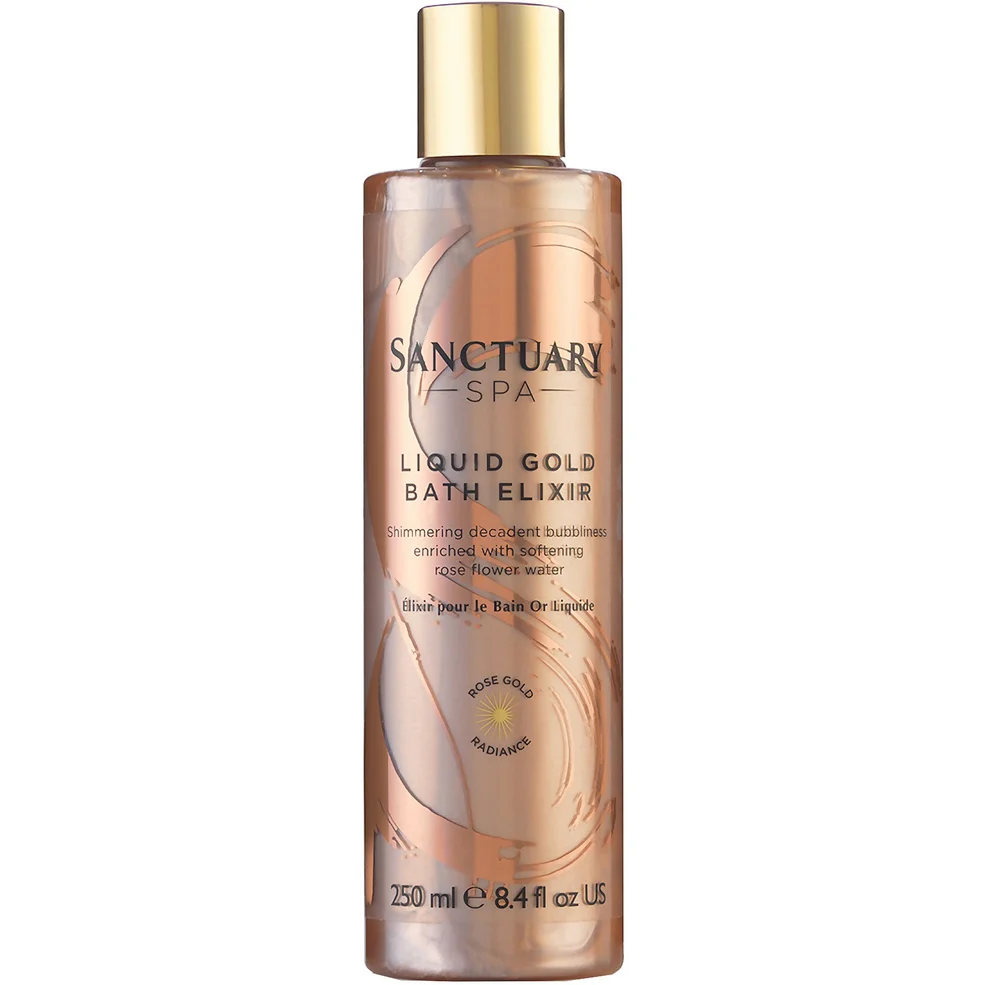 SANCTUARY
SPA
LIQUID GOLD
BATH ELIXIR
Shimmering decadent bubbliness
enriched with softening
rose flower water
Élixir pour le Bain Or Liquide
ROSE GOLD
RADIANCE
250 ml ℮ 8.4 fl oz US